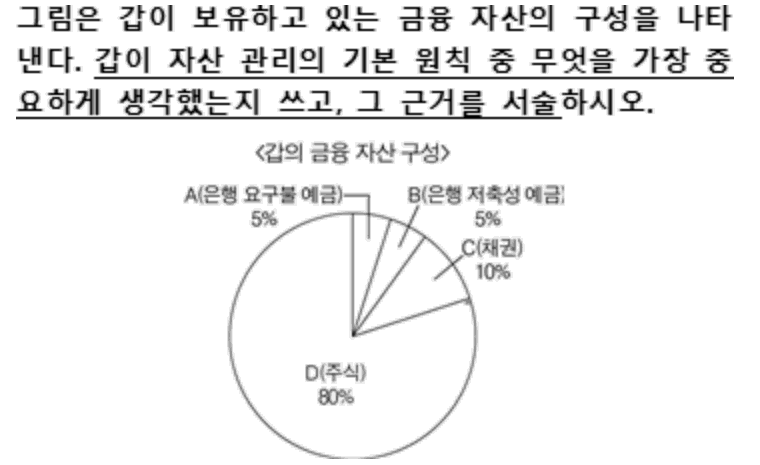 그림은 갑이 보유하고 있는 금융 자산의 구성을 나타
낸다. 갑이 자산 관리의 기본 원칙 중 무엇을 가장 중
요하게 생각했는지 쓰고, 그 근거를 서술하시오.
<갑의 금융 자산 구성>
A(은행 요구불 예금)
5%
B(은행 저축성 예금)
5%
C(채권)
10%
D(주식)
80%